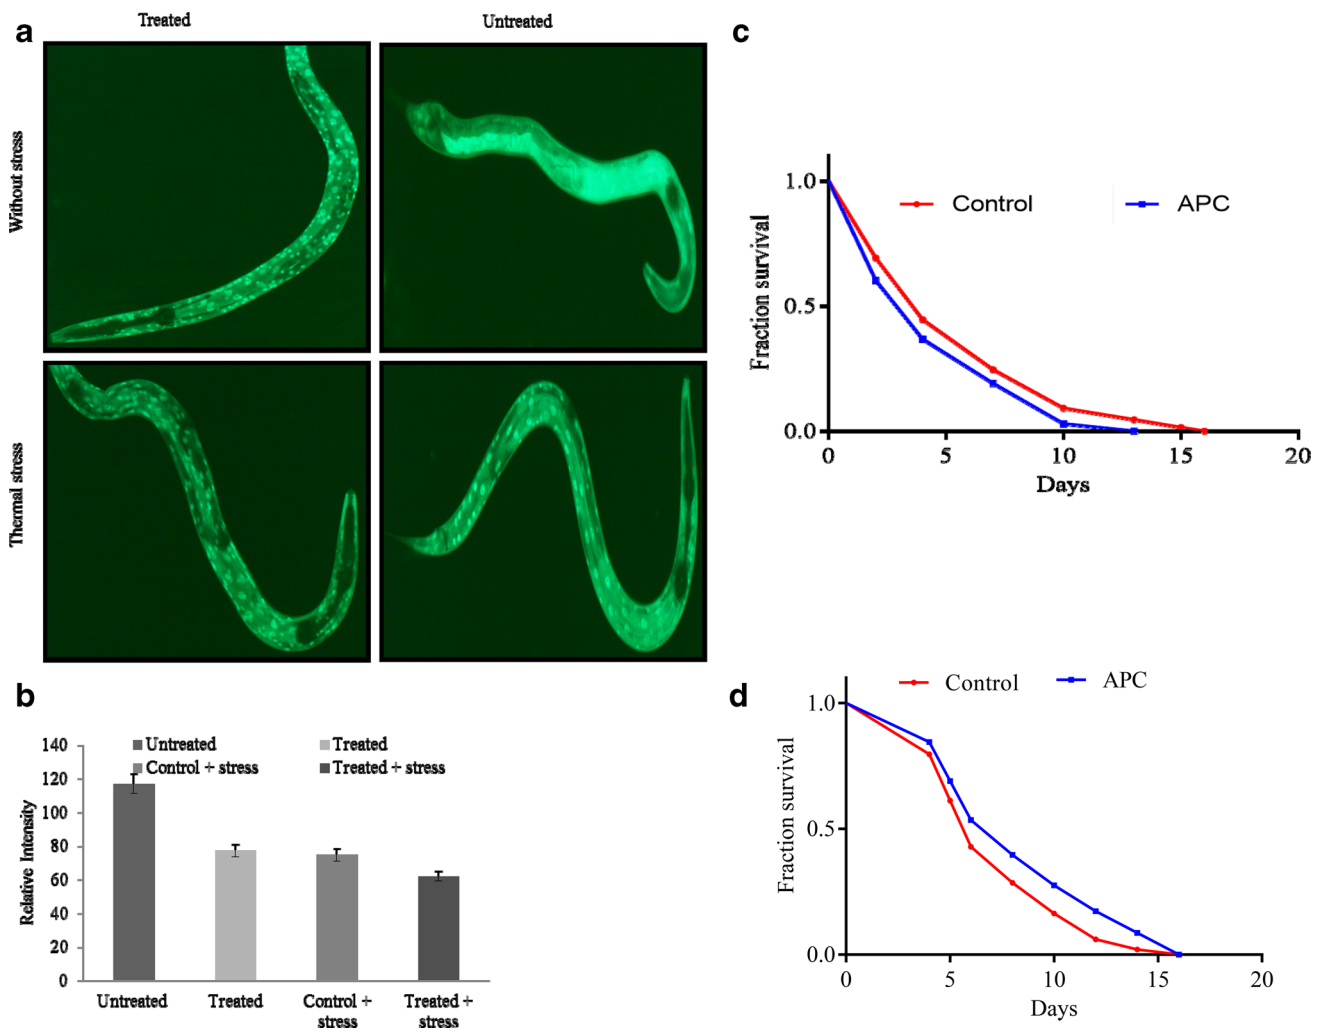 a
Treated
Untreated
Without stress
Thermal stress
b
140
120
100
80
60
40
20
0
Relative Intensity
Untreated
Treated
Control + stress
Treated + stress
Untreated
Treated
Control +
stress
Treated +
stress
c
1.0
0.5
0.0
Fraction survival
Control
APC
0
5
10
15
20
Days
d
Control
APC
1.0
0.5
0.0
Fraction survival
0
5
10
15
20
Days